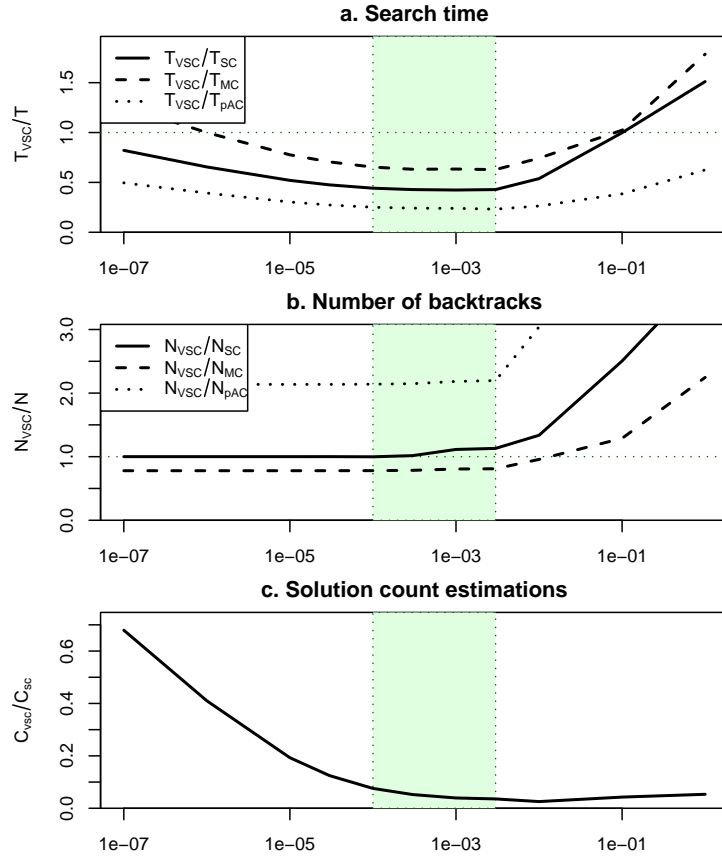 a. Search time
T_VSC/T_SC
T_VSC/T_MC
T_VSC/T_pAC
T_VSC/T
0.0 0.5 1.0 1.5
1e−07 1e−05 1e−03 1e−01
b. Number of backtracks
N_VSC/N_SC
N_VSC/N_MC
N_VSC/N_pAC
N_VSC/N
0.0 1.0 2.0 3.0
1e−07 1e−05 1e−03 1e−01
c. Solution count estimations
C_vsc/C_sc
0.0 0.2 0.4 0.6
1e−07 1e−05 1e−03 1e−01